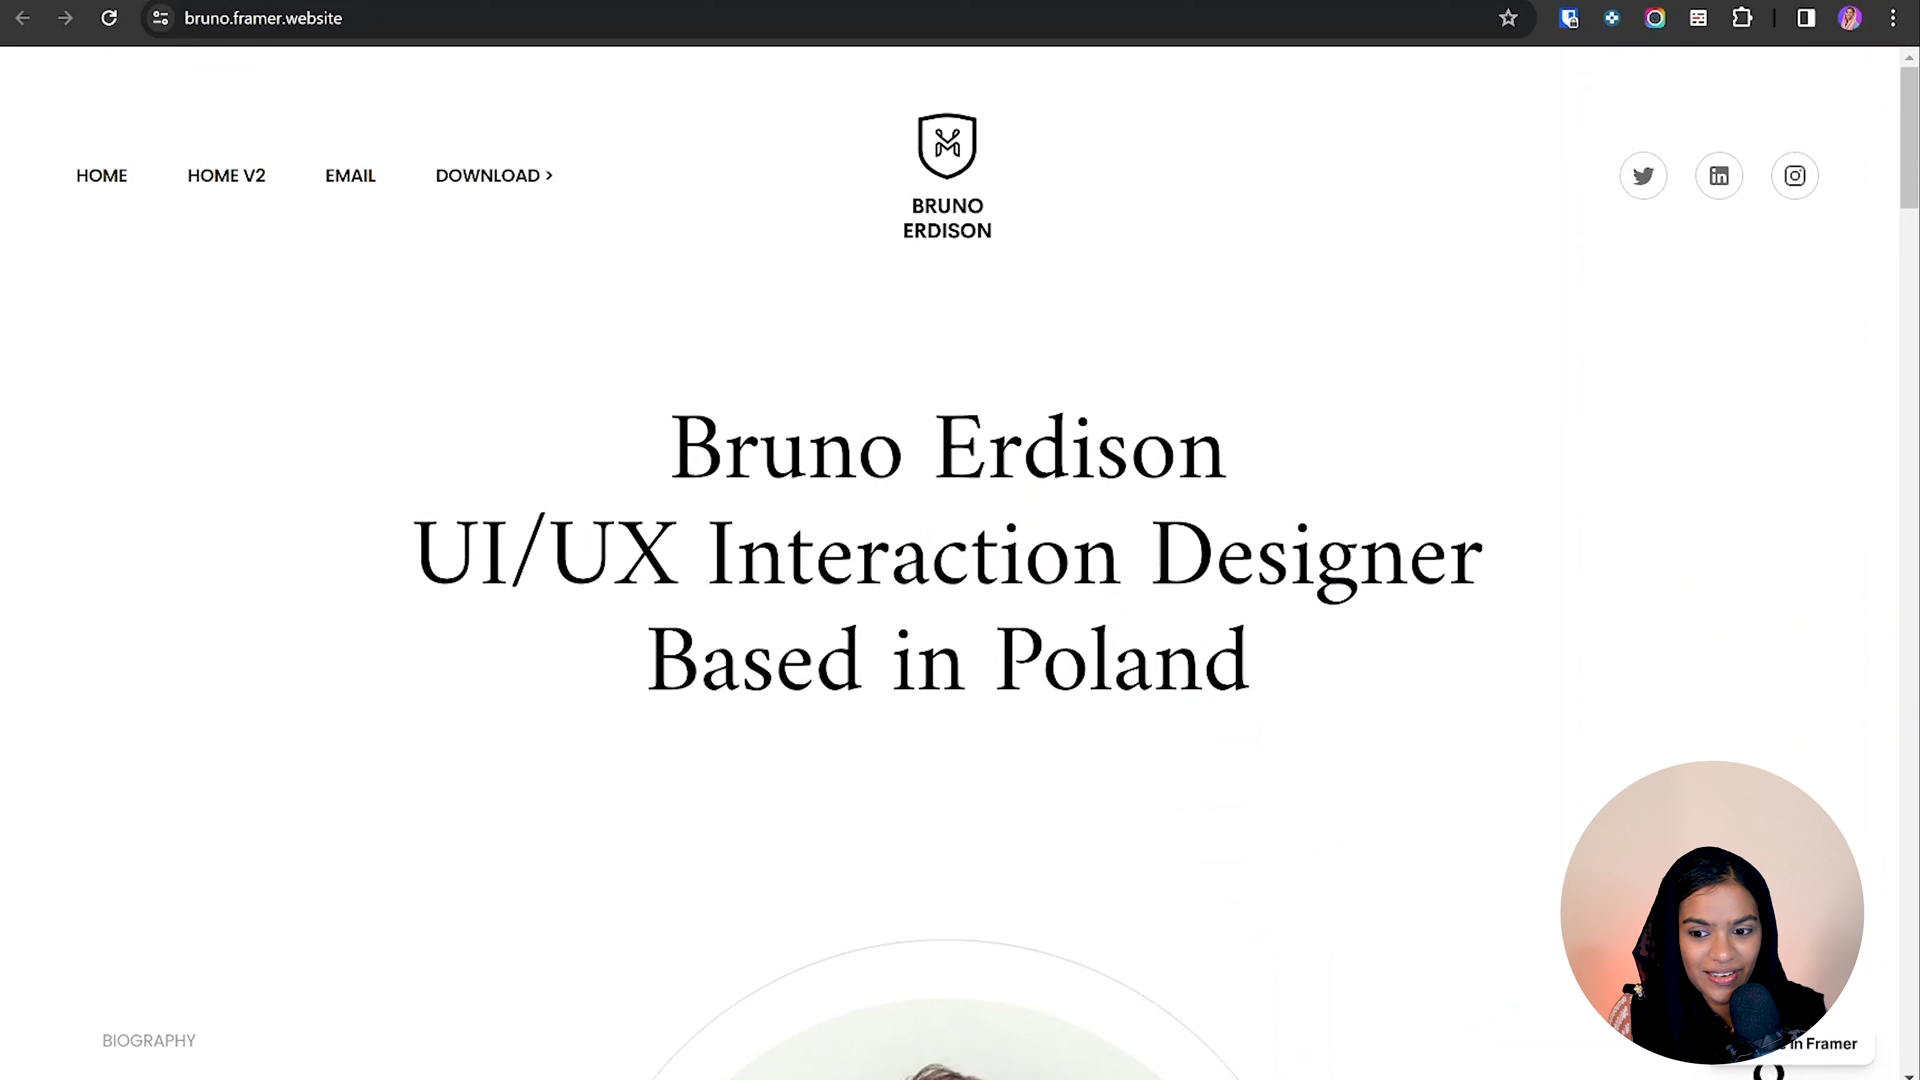 bruno.framer.website
HOME
HOME V2
EMAIL
DOWNLOAD >
BRUNO
ERDISON
Bruno Erdison
UI/UX Interaction Designer
Based in Poland
BIOGRAPHY
in Framer